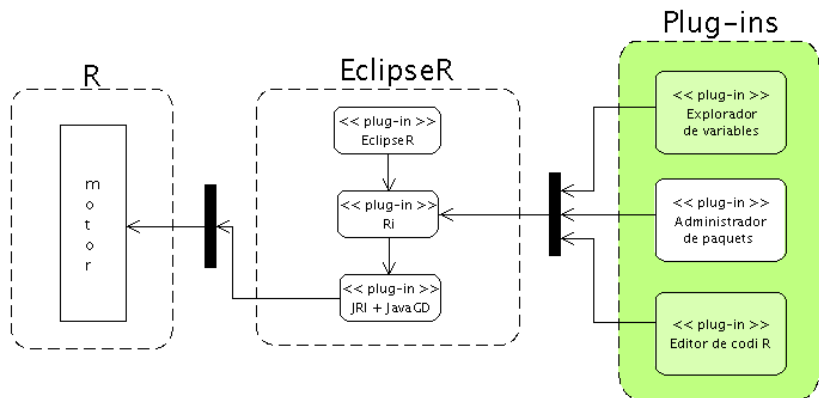 R
m
o
t
o
r
EclipseR
<< plug-in >>
EclipseR
<< plug-in >>
Ri
<< plug-in >>
JRI + JavaGD
Plug-ins
<< plug-in >>
Explorador
de variables
<< plug-in >>
Administrador
de paquets
<< plug-in >>
Editor de codi R